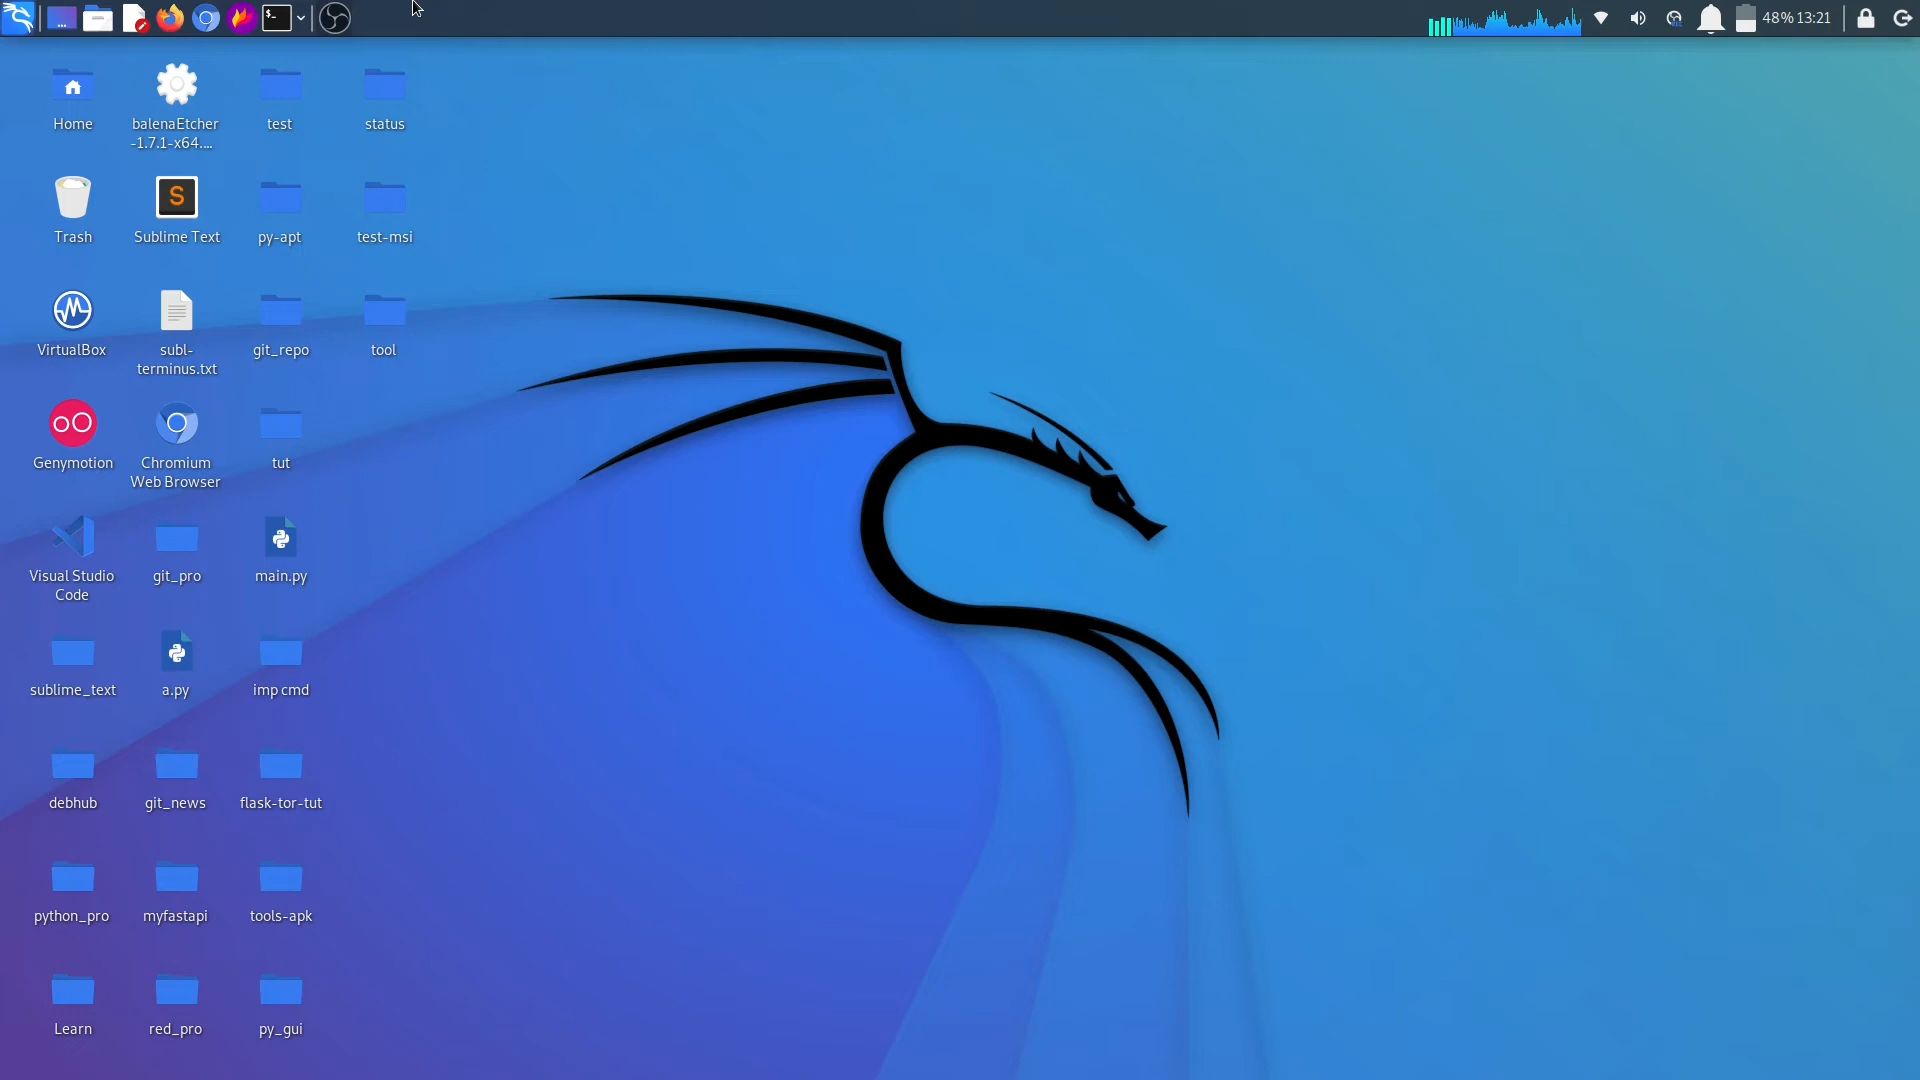 48% 13:21
Home
balenaEtcher
-1.7.1-x64....
test
status
Trash
Sublime Text
py-apt
test-msi
VirtualBox
subl-
terminus.txt
git_repo
tool
Genymotion
Chromium
Web Browser
tut
Visual Studio
Code
git_pro
main.py
sublime_text
a.py
imp cmd
debhub
git_news
flask-tor-tut
python_pro
myfastapi
tools-apk
Learn
red_pro
py_gui